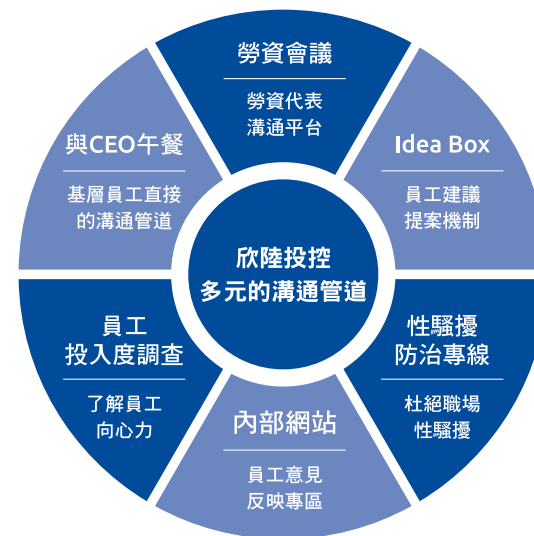 勞資會議
勞資代表
溝通平台
Idea Box
員工建議
提案機制
性騷擾
防治專線
杜絕職場
性騷擾
內部網站
員工意見
反映專區
員工
投入度調查
了解員工
向心力
與CEO午餐
基層員工直接
的溝通管道
欣陸投控
多元的溝通管道